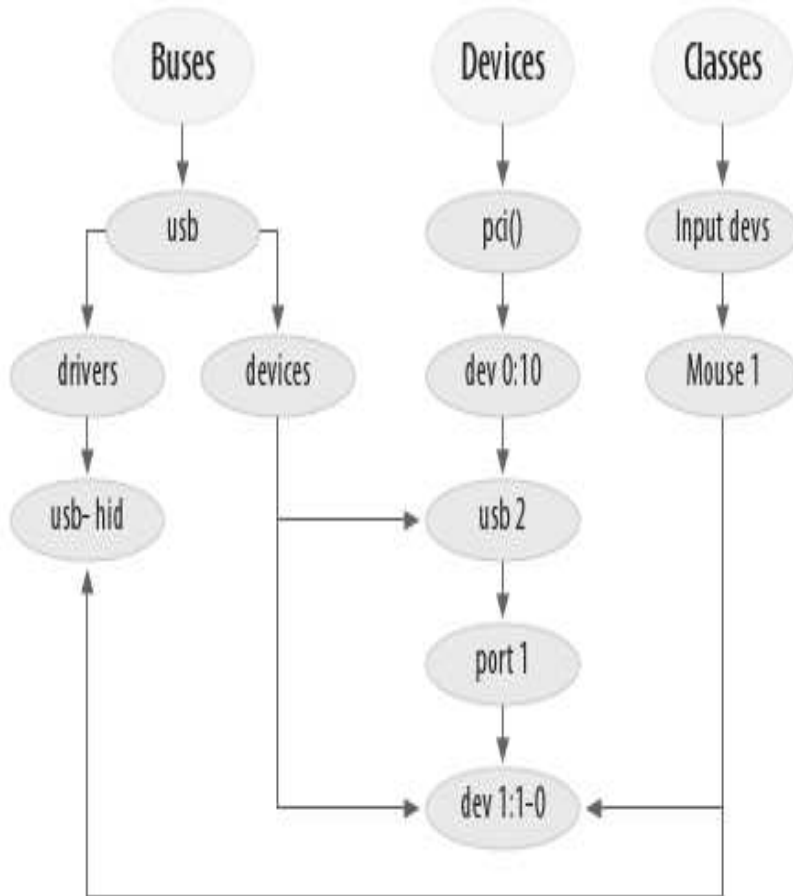 Buses
Devices
Classes
usb
pci()
Input devs
drivers
devices
dev 0:10
Mouse 1
usb- hid
usb 2
port 1
dev 1:1-0